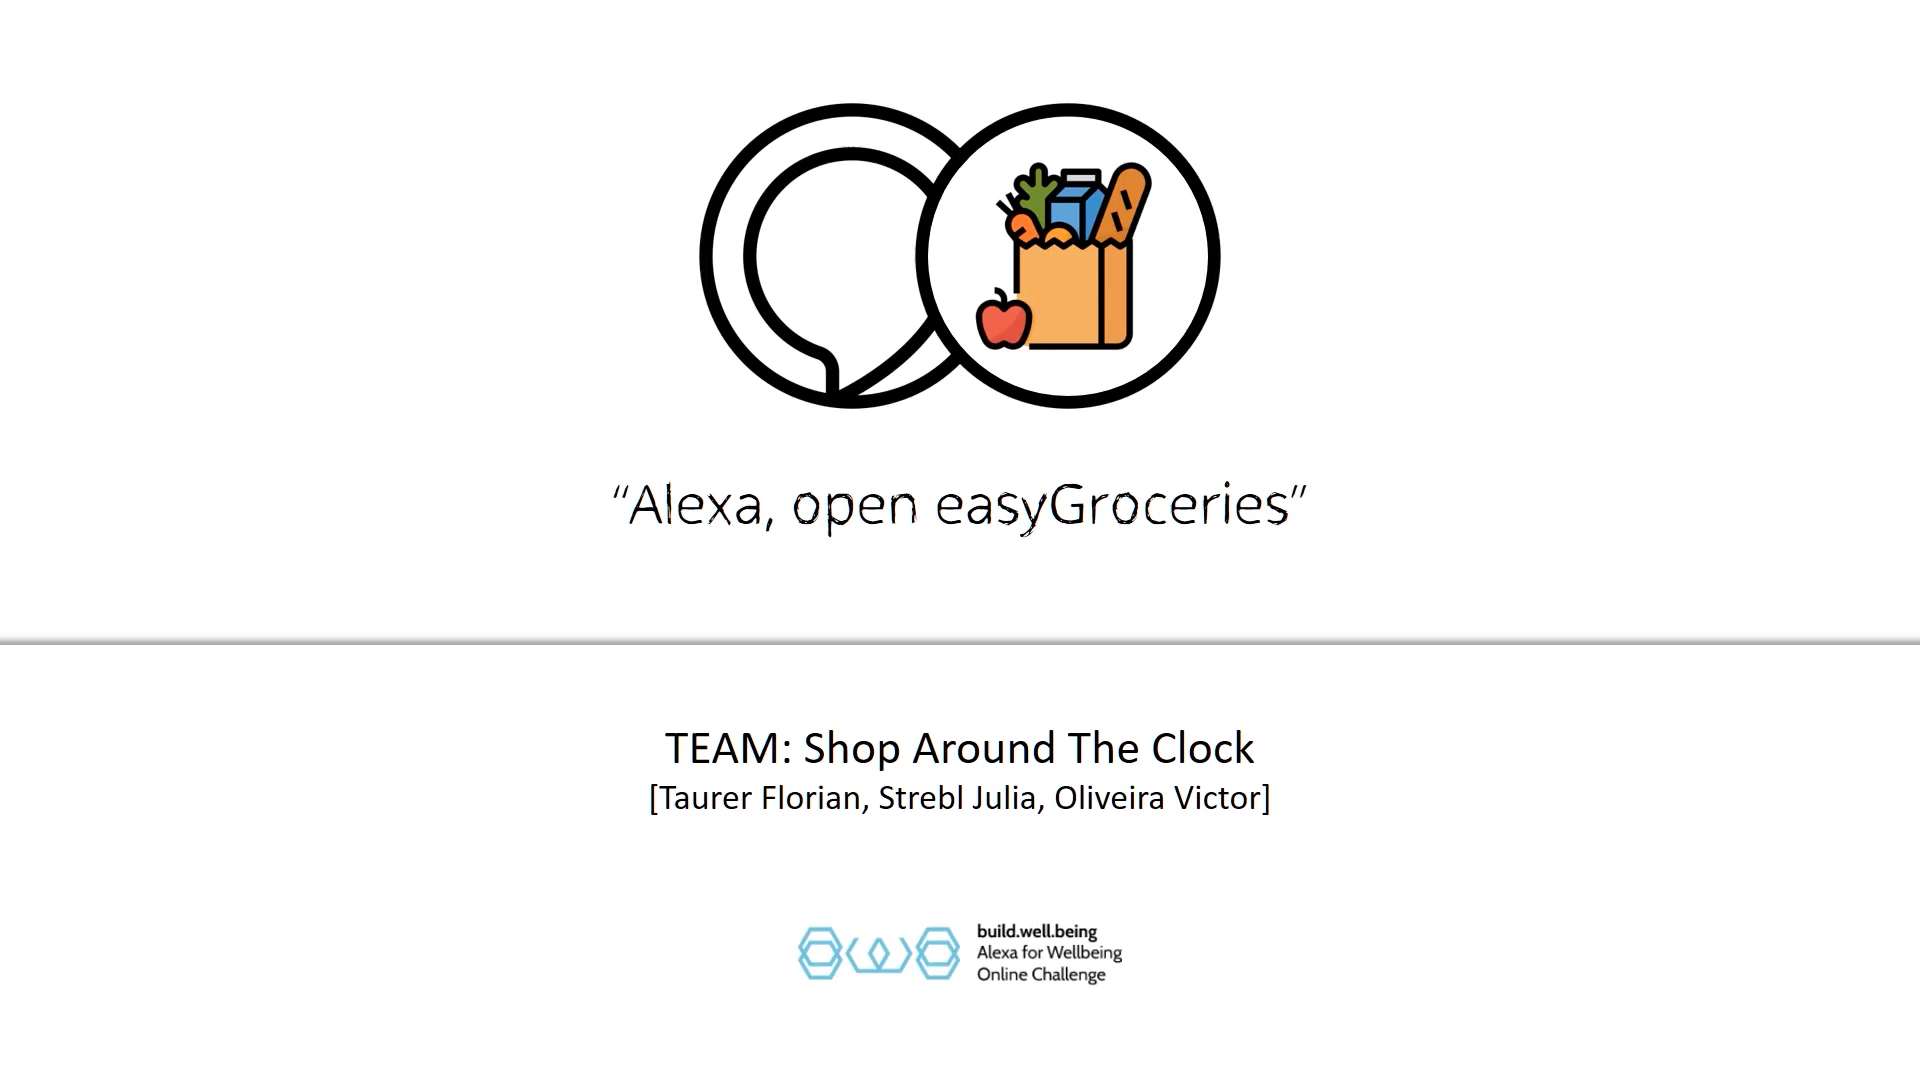 “Alexa, open easyGroceries”
TEAM: Shop Around The Clock
[Taurer Florian, Strebl Julia, Oliveira Victor]
build.well.being
Alexa for Wellbeing
Online Challenge